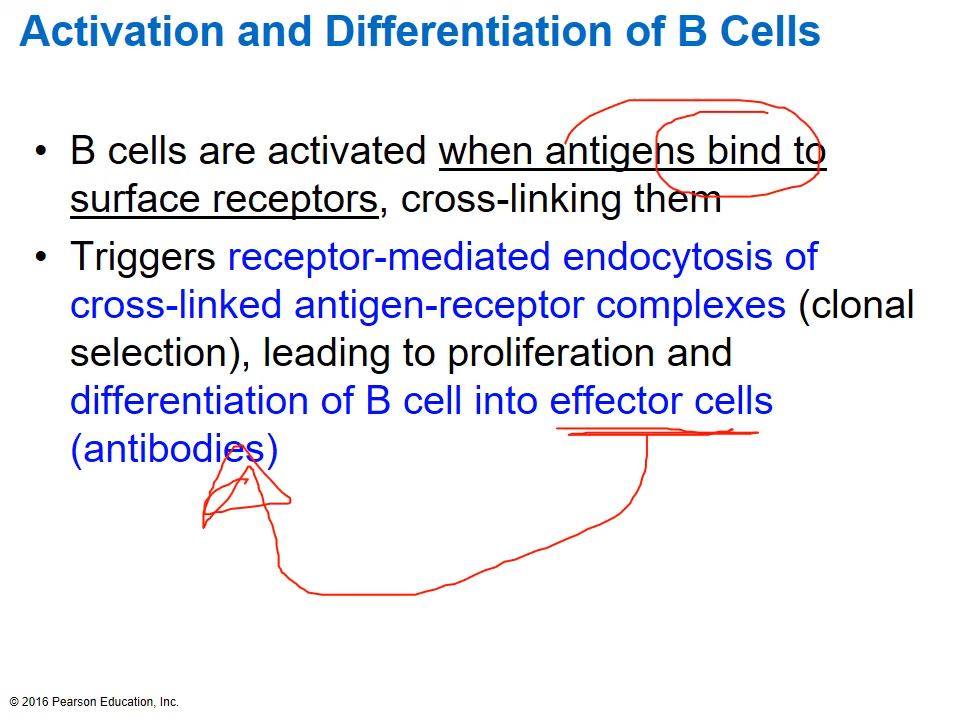 Activation and Differentiation of B Cells
• B cells are activated when antigens bind to
surface receptors, cross-linking them
• Triggers receptor-mediated endocytosis of
cross-linked antigen-receptor complexes (clonal
selection), leading to proliferation and
differentiation of B cell into effector cells
(antibodies)
© 2016 Pearson Education, Inc.